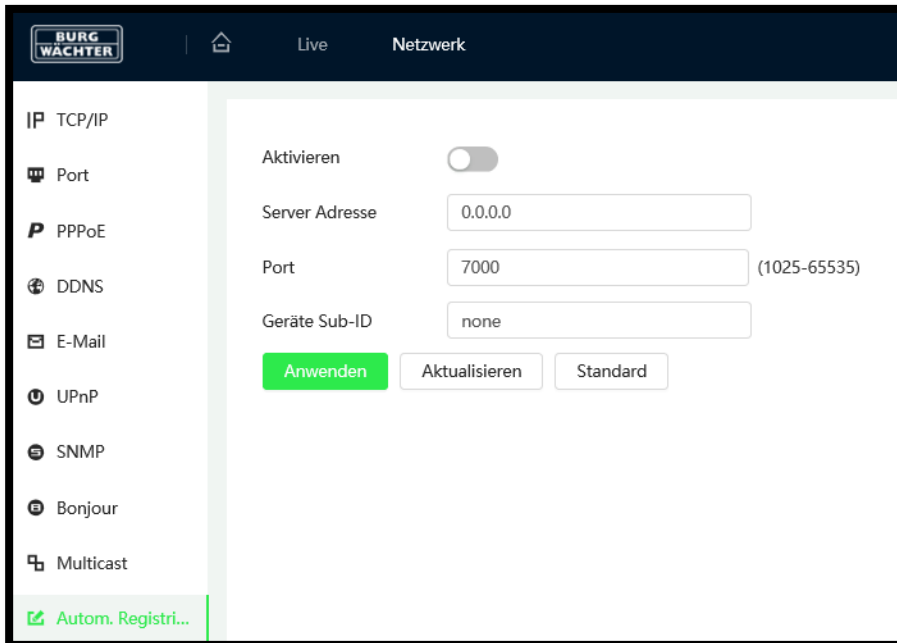 BURG
WÄCHTER
Live
Netzwerk
IP TCP/IP
Port
P PPPoE
DDNS
E-Mail
UPnP
SNMP
Bonjour
Multicast
Autom. Registri...
Aktivieren
Server Adresse 0.0.0.0
Port 7000 (1025-65535)
Geräte Sub-ID none
Anwenden Aktualisieren Standard